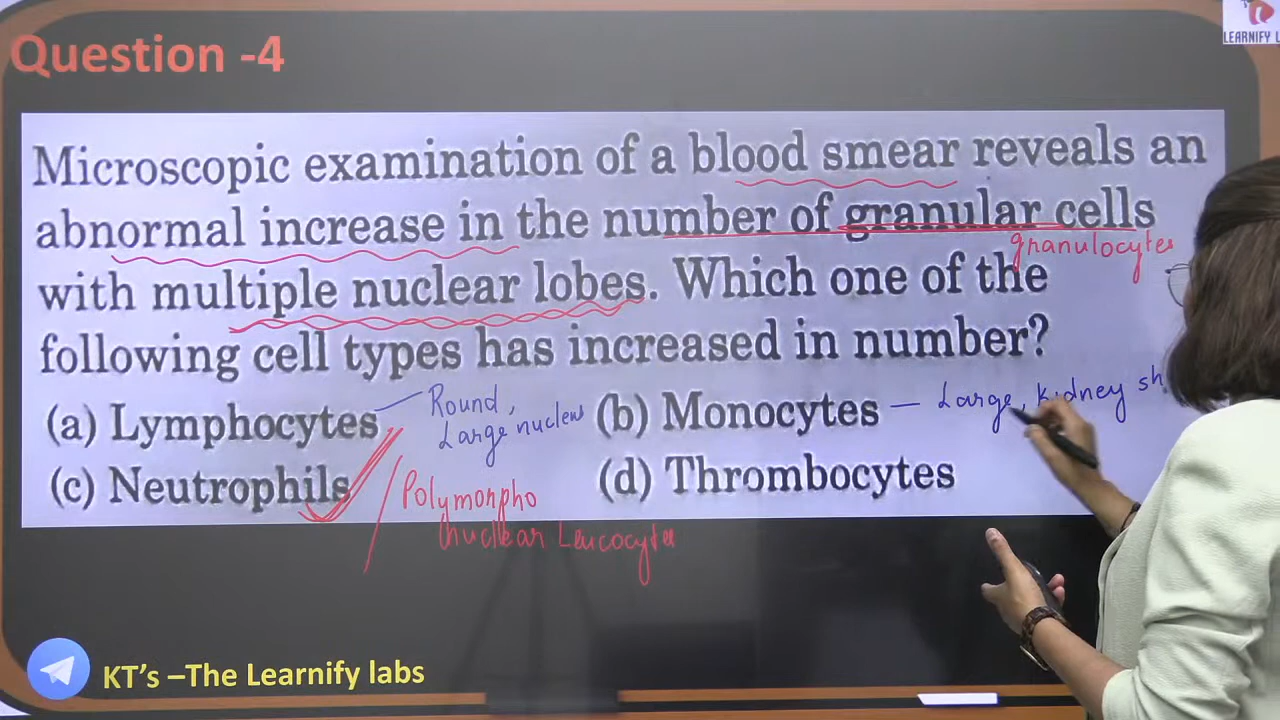 Question -4
LEARNIFY L
Microscopic examination of a blood smear reveals an
abnormal increase in the number of granular cells
granulocytes
with multiple nuclear lobes. Which one of the
following cell types has increased in number?
(a) Lymphocytes
Round,
Large nucleus
(b) Monocytes — Large, kidney sh
(c) Neutrophils
Polymorpho
nuclear Leucocytes
(d) Thrombocytes
KT's –The Learnify labs